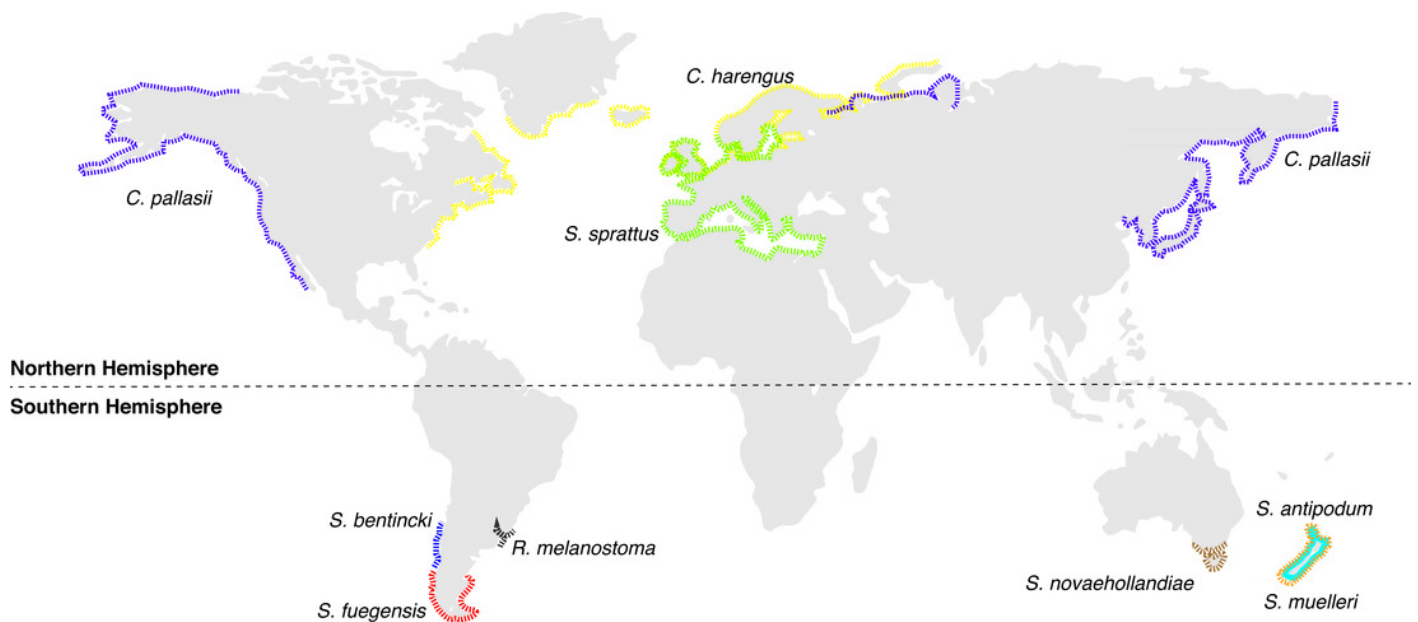 C. harengus
C. pallasii
C. pallasii
S. sprattus
Northern Hemisphere
Southern Hemisphere
S. bentincki
S. antipodum
R. melanostoma
S. novaehollandiae
S. fuegensis
S. muelleri